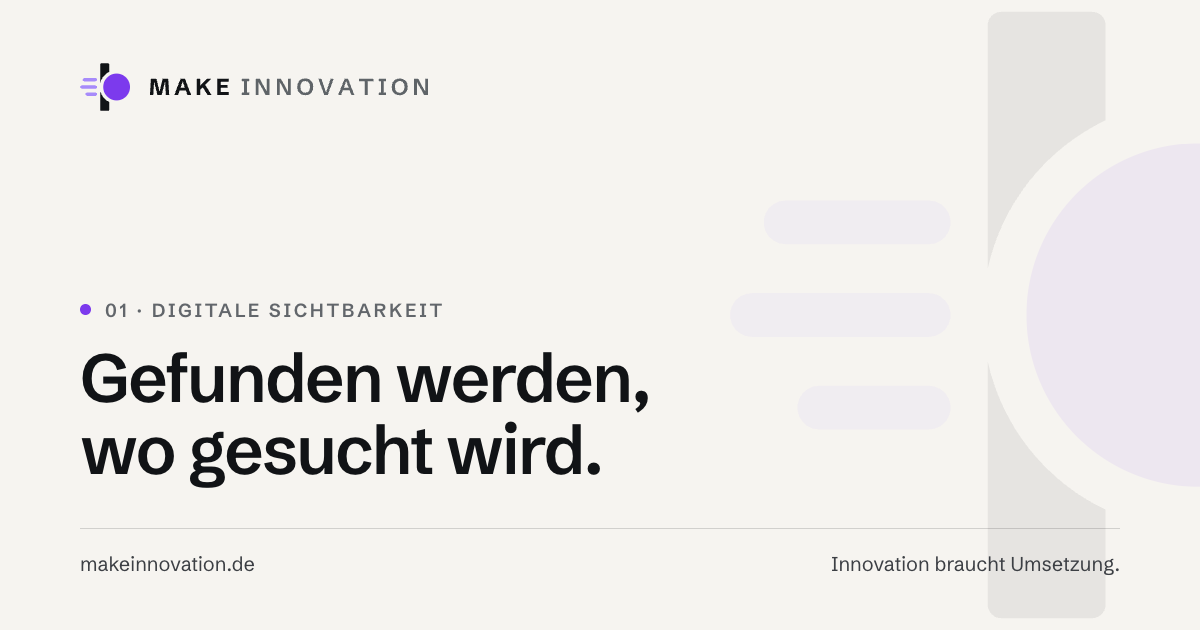 MAKE INNOVATION
01 · DIGITALE SICHTBARKEIT
Gefunden werden,
wo gesucht wird.
makeinnovation.de
Innovation braucht Umsetzung.